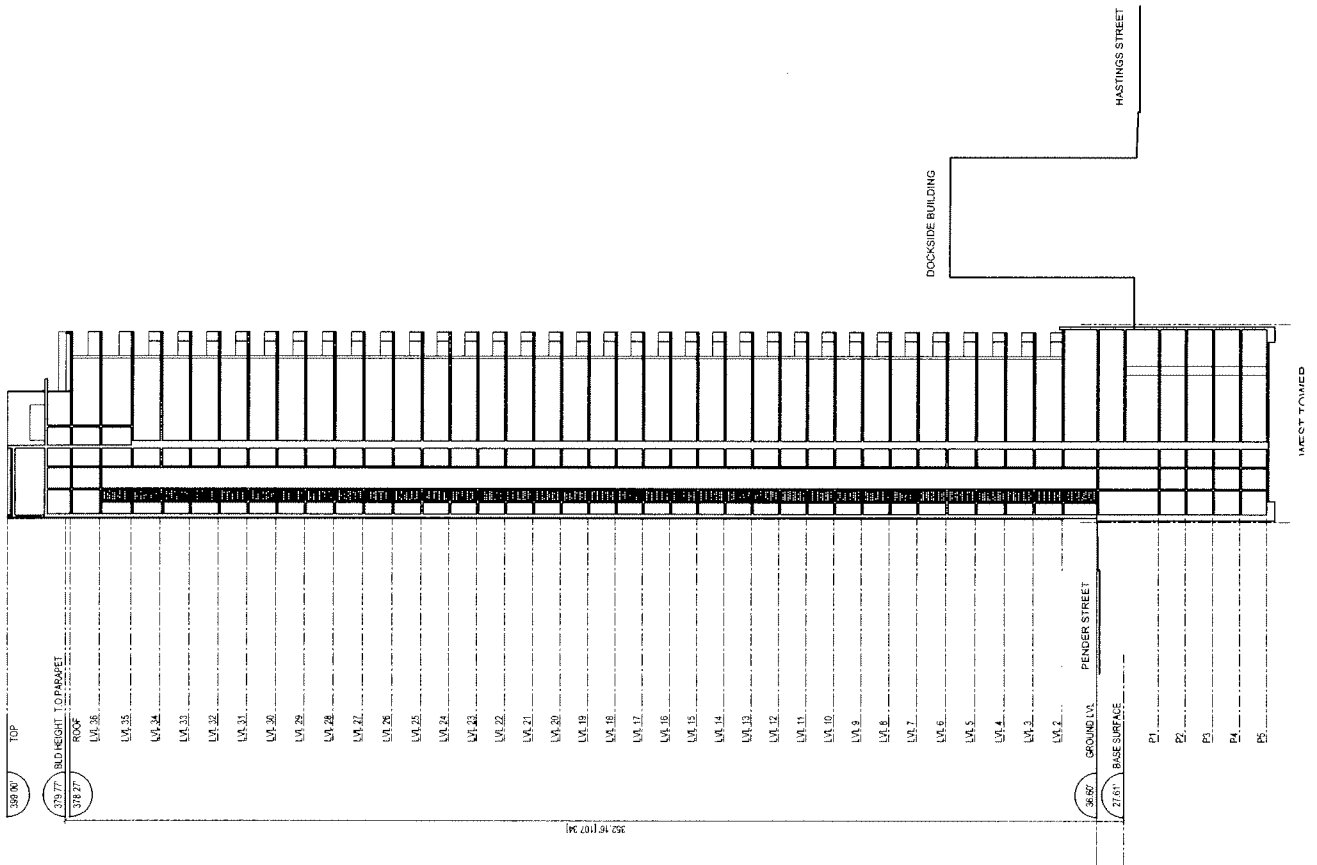 HASTINGS STREET
DOCKSIDE BUILDING
WEST TOWER
PENDER STREET
399.00' TOP
379.77' BLD HEIGHT T.O PARAPET
378.27' ROOF
LVL 36
LVL 35
LVL 34
LVL 33
LVL 32
LVL 31
LVL 30
LVL 29
LVL 28
LVL 27
LVL 26
LVL 25
LVL 24
LVL 23
LVL 22
LVL 21
LVL 20
LVL 19
LVL 18
LVL 17
LVL 16
LVL 15
LVL 14
LVL 13
LVL 12
LVL 11
LVL 10
LVL 9
LVL 8
LVL 7
LVL 6
LVL 5
LVL 4
LVL 3
LVL 2
36.60' GROUND LVL
27.61' BASE SURFACE
P1
P2
P3
P4
P5
352.16' [107.34]